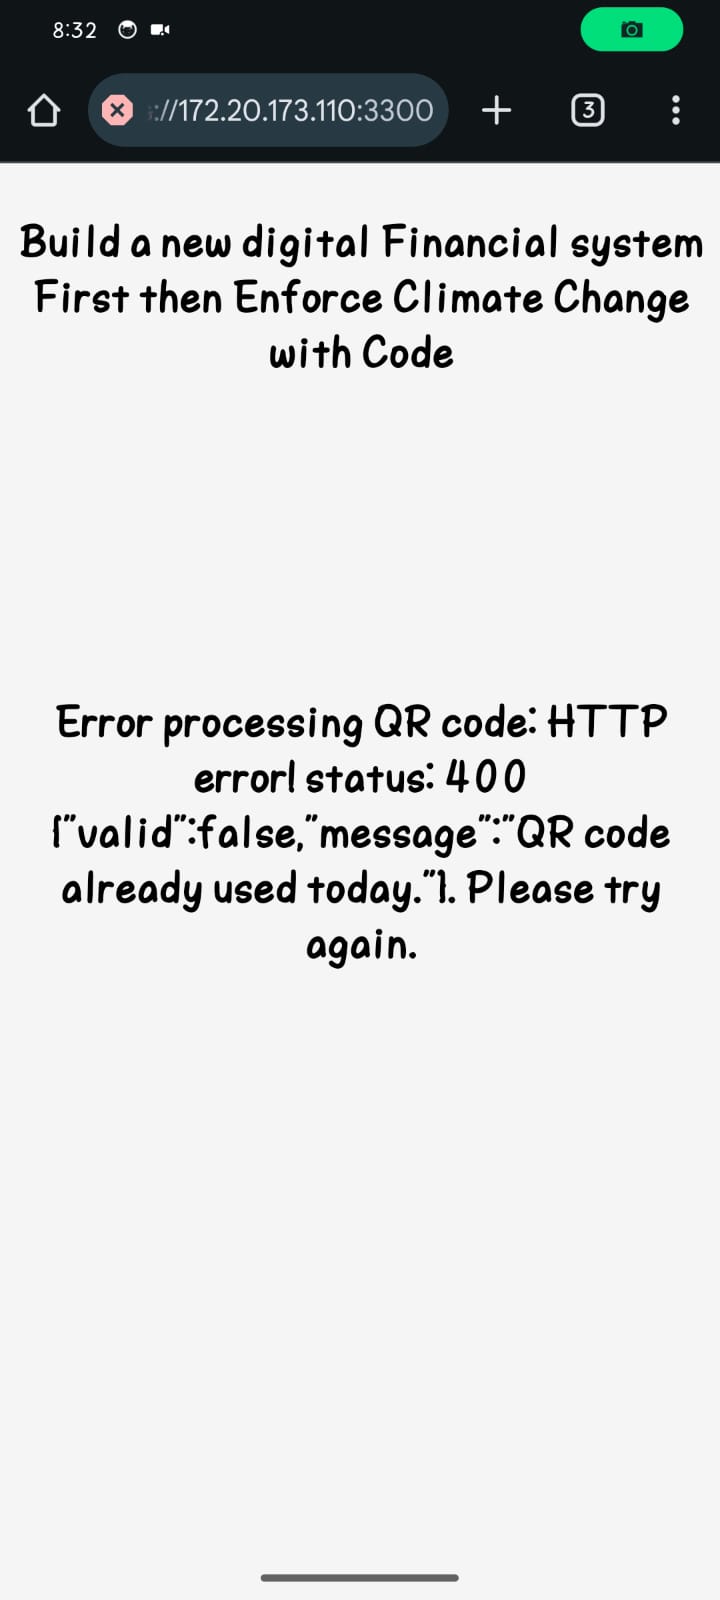 8:32
://172.20.173.110:3300
3
Build a new digital Financial system
First then Enforce Climate Change
with Code
Error processing QR code: HTTP
error! status: 400
{"valid":false,"message":"QR code
already used today."}. Please try
again.